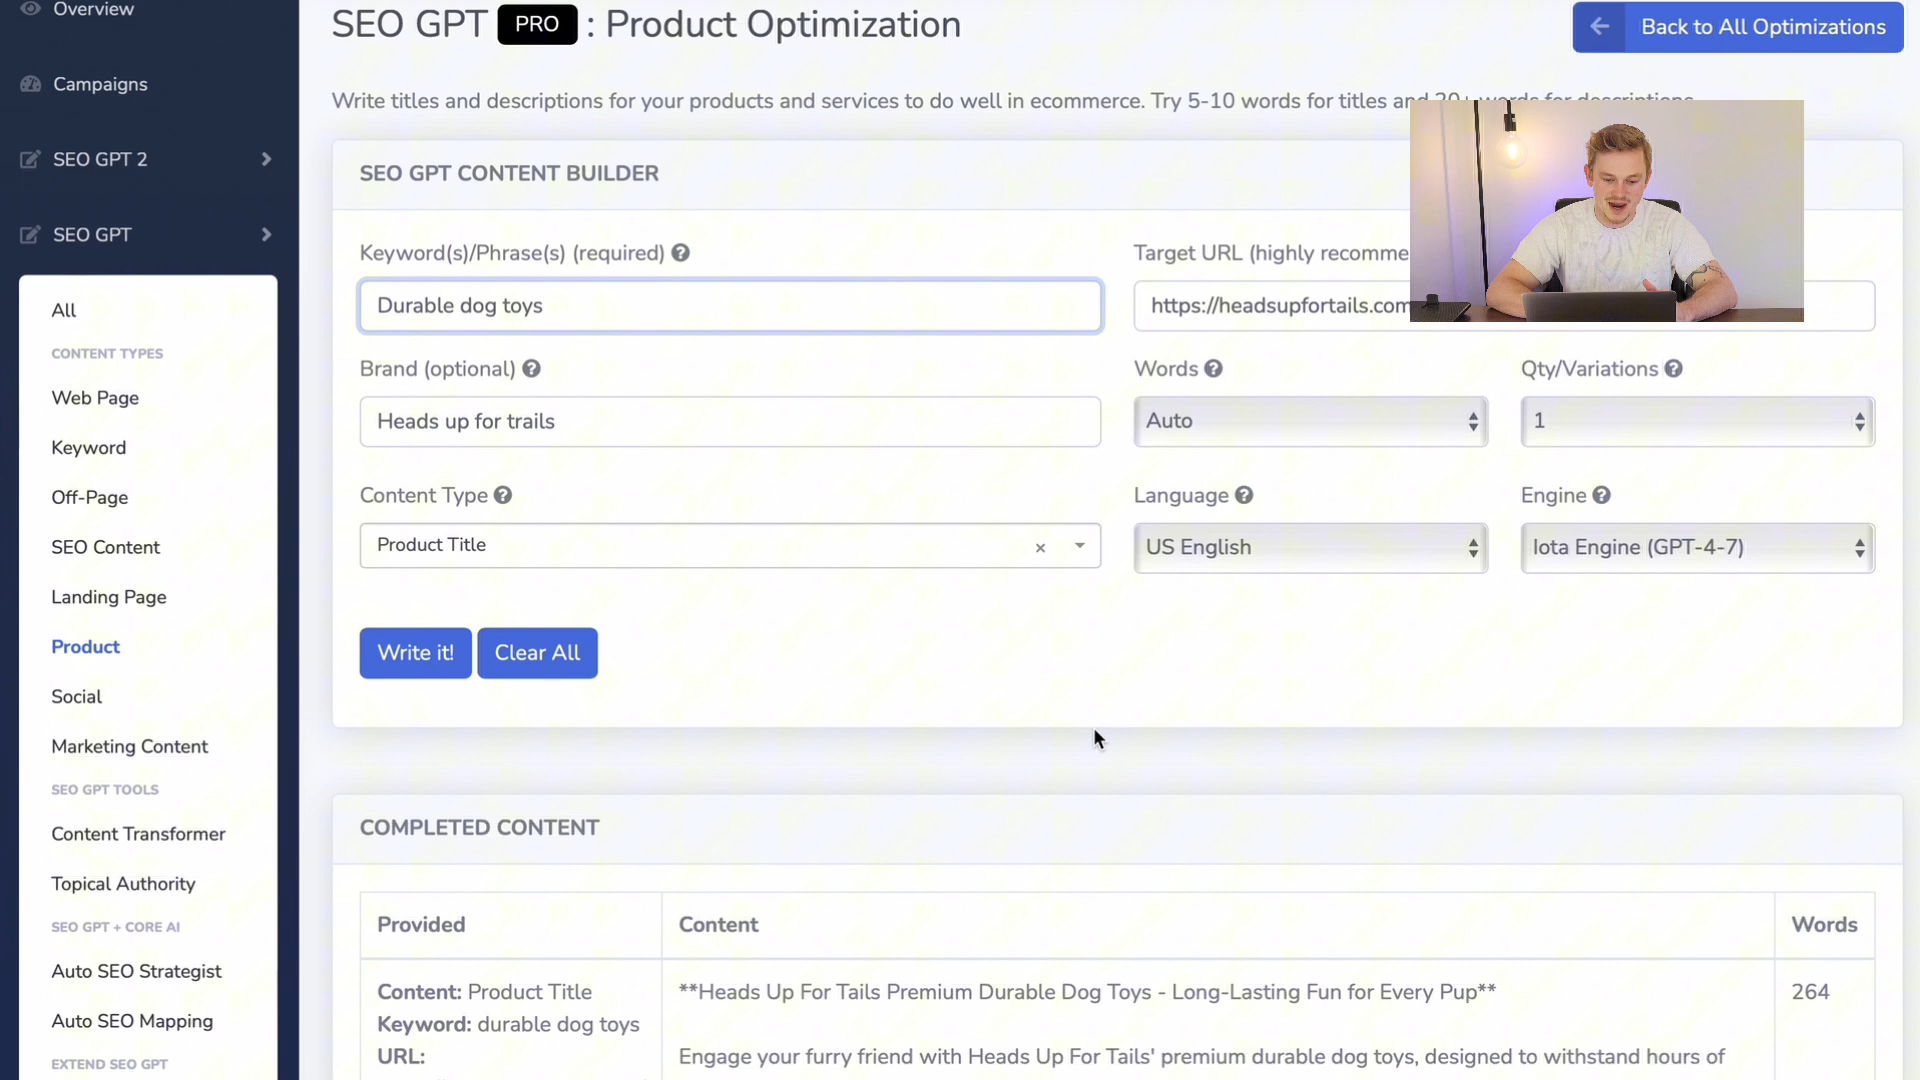 Overview
Campaigns
SEO GPT 2
SEO GPT
All
CONTENT TYPES
Web Page
Keyword
Off-Page
SEO Content
Landing Page
Product
Social
Marketing Content
SEO GPT TOOLS
Content Transformer
Topical Authority
SEO GPT + CORE AI
Auto SEO Strategist
Auto SEO Mapping
EXTEND SEO GPT
SEO GPT PRO : Product Optimization
Back to All Optimizations
Write titles and descriptions for your products and services to do well in ecommerce. Try 5-10 words for titles and 20+ words for descriptions.
SEO GPT CONTENT BUILDER
Keyword(s)/Phrase(s) (required)
Target URL (highly recomme
Durable dog toys
https://headsupfortails.com
Brand (optional)
Words
Qty/Variations
Heads up for trails
Auto
1
Content Type
Language
Engine
Product Title
US English
Iota Engine (GPT-4-7)
Write it!
Clear All
COMPLETED CONTENT
Provided
Content
Words
Content: Product Title
Keyword: durable dog toys
URL:
**Heads Up For Tails Premium Durable Dog Toys - Long-Lasting Fun for Every Pup**
264
Engage your furry friend with Heads Up For Tails' premium durable dog toys, designed to withstand hours of